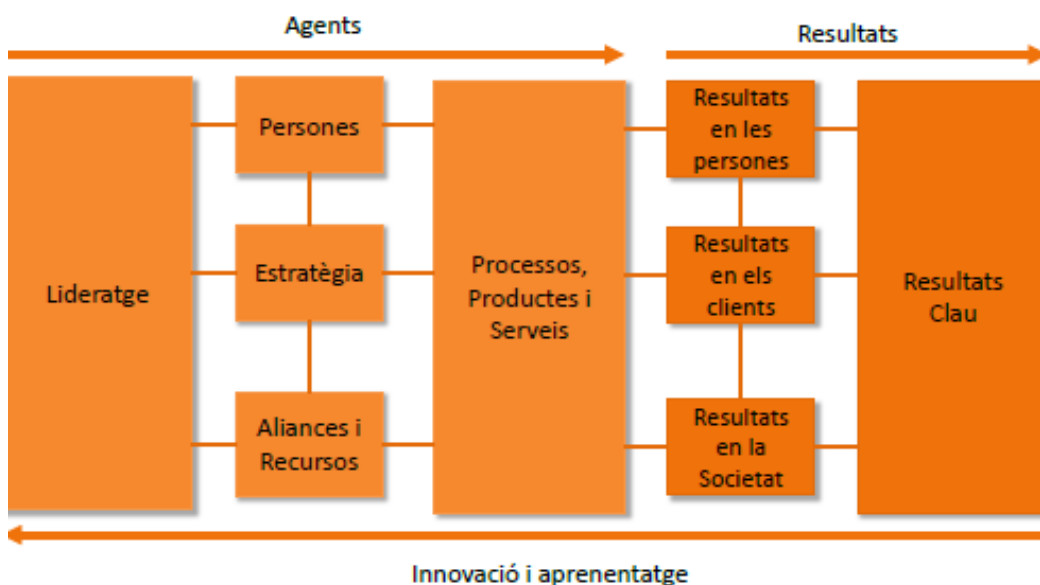 Agents
Resultats
Lideratge
Persones
Estratègia
Aliances i
Recursos
Processos,
Productes i
Serveis
Resultats
en les
persones
Resultats
en els
clients
Resultats
en la
Societat
Resultats
Clau
Innovació i aprenentatge